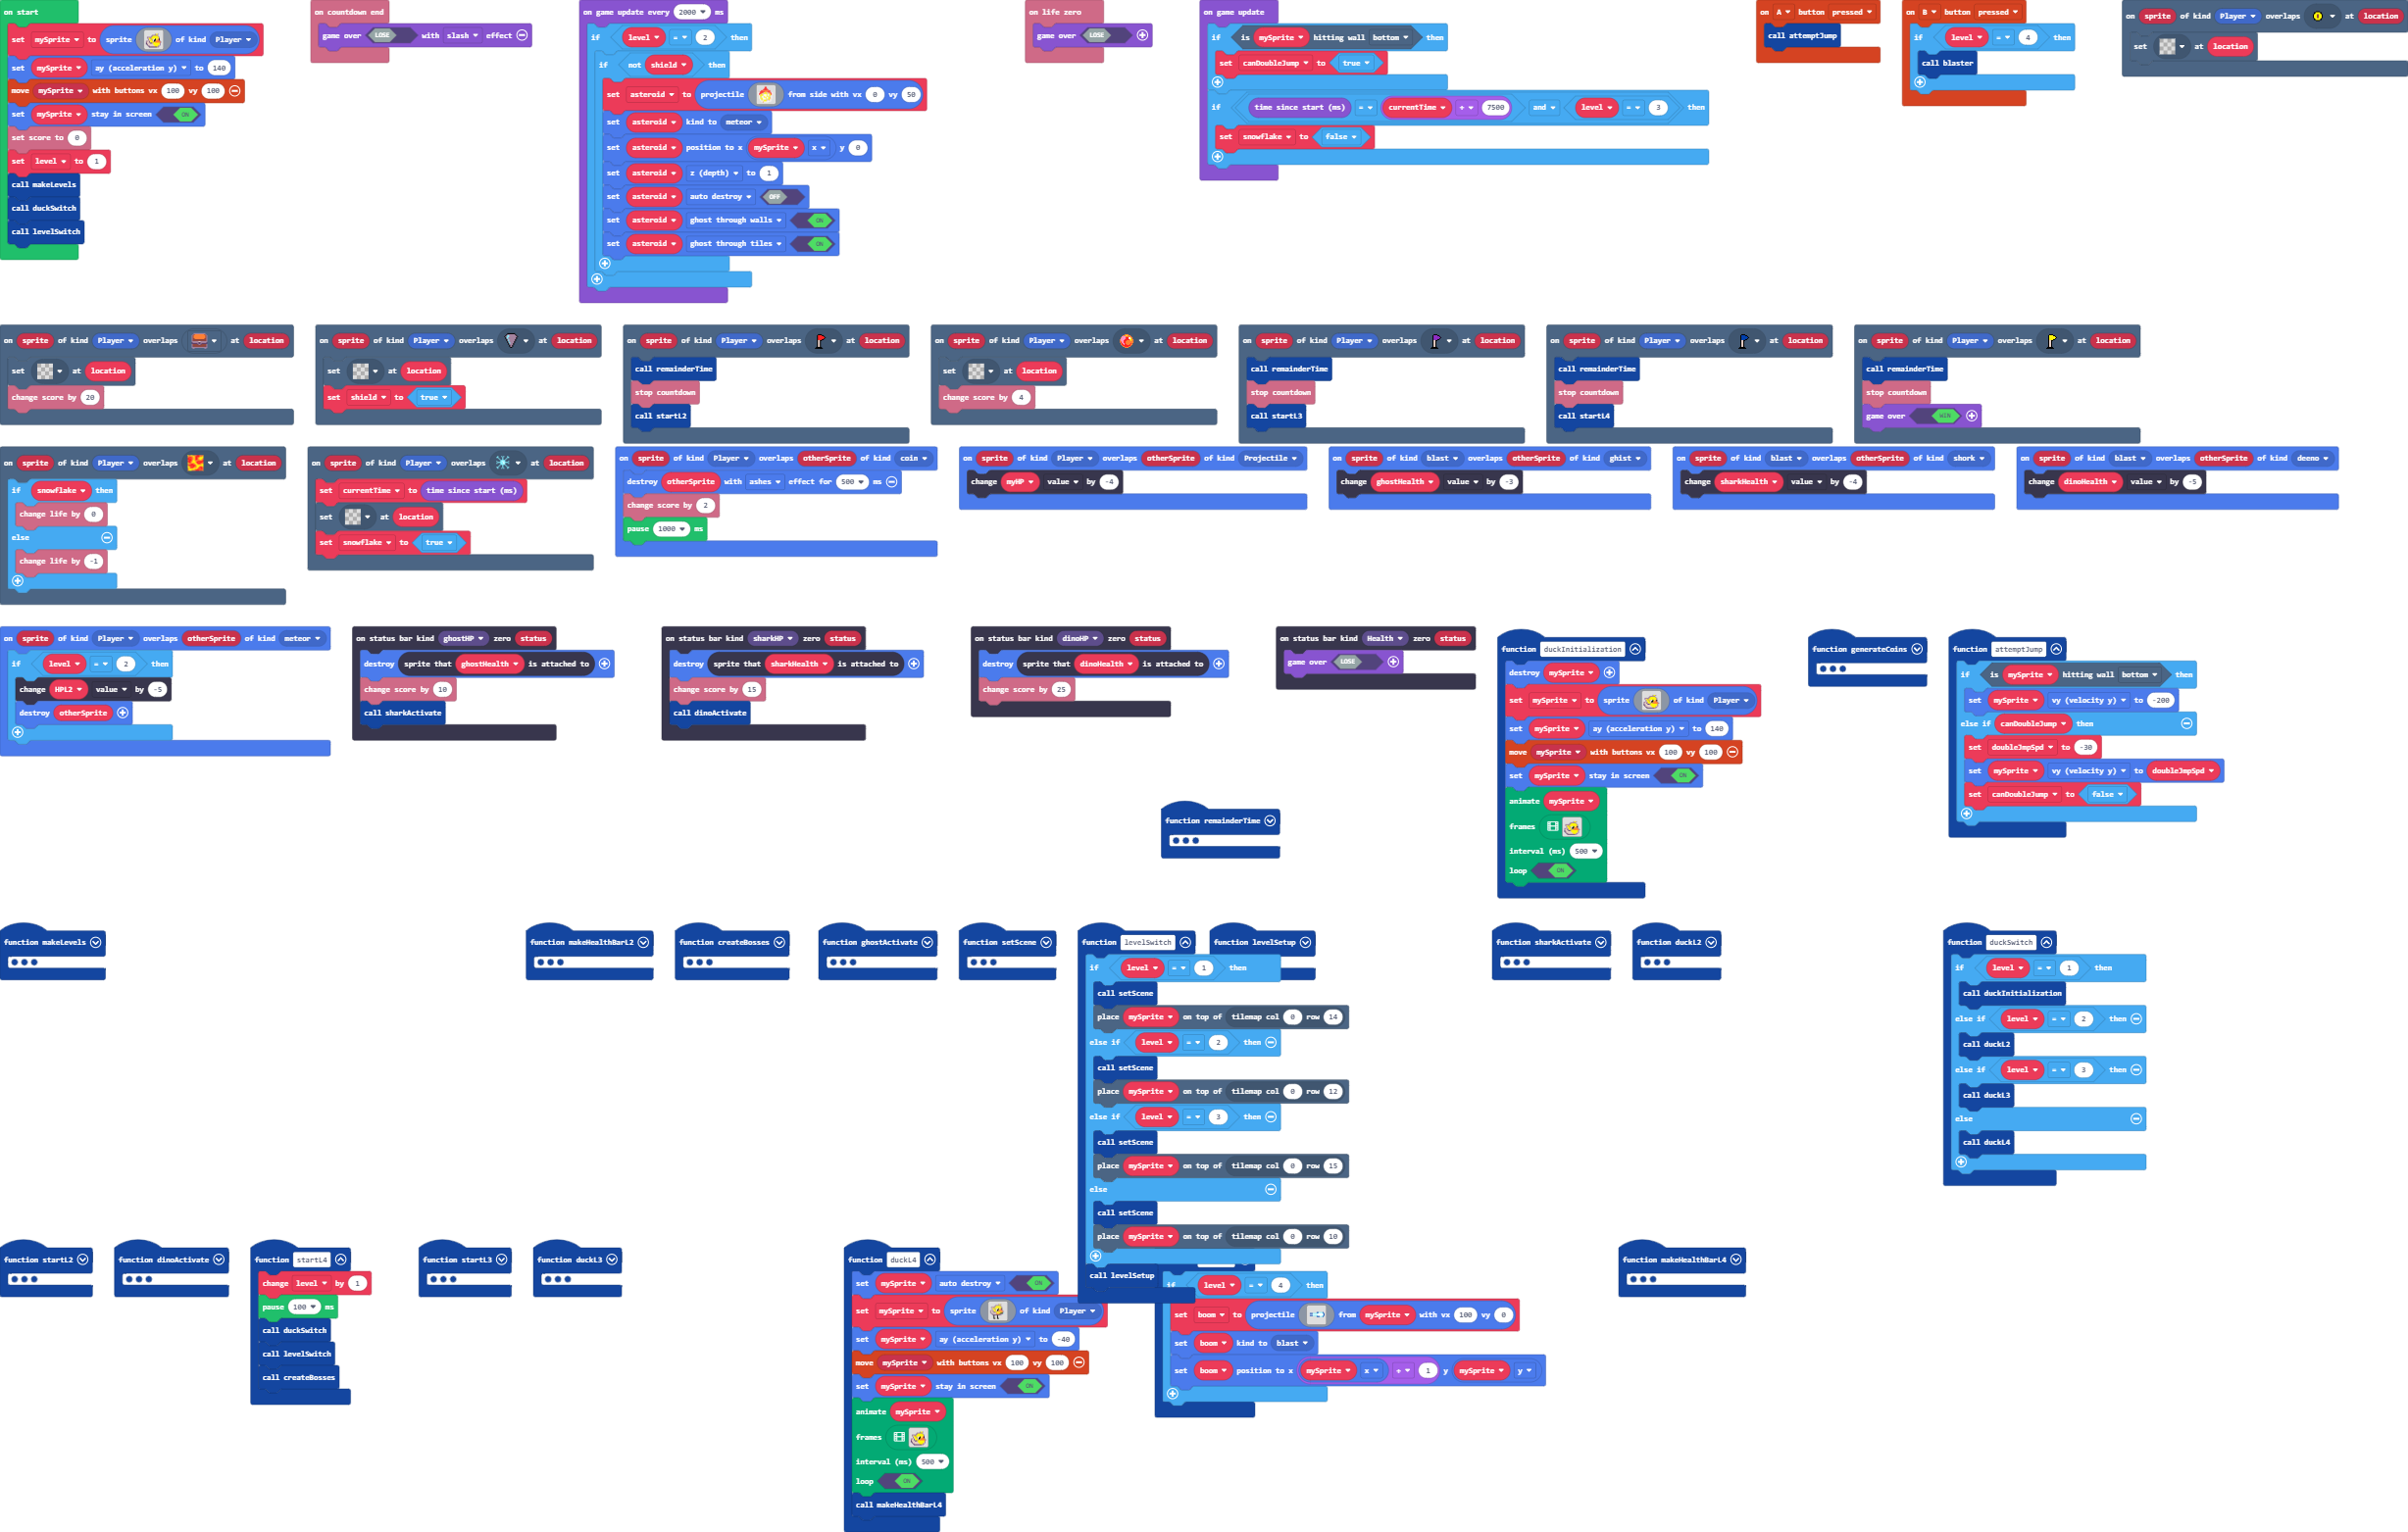 on start
set mySprite to sprite of kind Player
set mySprite ay (acceleration y) to 140
move mySprite with buttons vx 100 vy 100
set mySprite stay in screen ON
set score to 0
set level to 1
call makeLevels
call duckSwitch
call levelSwitch
on countdown end
game over LOSE with slash effect
on game update every 2000 ms
if level = 2 then
if not shield then
set asteroid to projectile from side with vx 0 vy 50
set asteroid kind to meteor
set asteroid position to x mySprite x y 0
set asteroid z (depth) to 1
set asteroid auto destroy OFF
set asteroid ghost through walls ON
set asteroid ghost through tiles ON
on life zero
game over LOSE
on game update
if is mySprite hitting wall bottom then
set canDoubleJump to true
if time since start (ms) = currentTime + 7500 and level = 3 then
set snowflake to false
on A button pressed
call attemptJump
on B button pressed
if level = 4 then
call blaster
on sprite of kind Player overlaps at location
set at location
on sprite of kind Player overlaps at location
set at location
change score by 20
on sprite of kind Player overlaps at location
set at location
set shield to true
on sprite of kind Player overlaps at location
call remainderTime
stop countdown
call startL2
on sprite of kind Player overlaps at location
set at location
change score by 4
on sprite of kind Player overlaps at location
call remainderTime
stop countdown
call startL3
on sprite of kind Player overlaps at location
call remainderTime
stop countdown
call startL4
on sprite of kind Player overlaps at location
call remainderTime
stop countdown
game over WIN
on sprite of kind Player overlaps at location
if snowflake then
change life by 0
else
change life by -1
on sprite of kind Player overlaps at location
set currentTime to time since start (ms)
set at location
set snowflake to true
on sprite of kind Player overlaps otherSprite of kind coin
destroy otherSprite with ashes effect for 500 ms
change score by 2
pause 1000 ms
on sprite of kind Player overlaps otherSprite of kind Projectile
change myHP value by -4
on sprite of kind blast overlaps otherSprite of kind ghist
change ghostHealth value by -3
on sprite of kind blast overlaps otherSprite of kind shork
change sharkHealth value by -4
on sprite of kind blast overlaps otherSprite of kind deeno
change dinoHealth value by -5
on sprite of kind Player overlaps otherSprite of kind meteor
if level = 2 then
change HPL2 value by -5
destroy otherSprite
on status bar kind ghostHP zero status
destroy sprite that ghostHealth is attached to
change score by 10
call sharkActivate
on status bar kind sharkHP zero status
destroy sprite that sharkHealth is attached to
change score by 15
call dinoActivate
on status bar kind dinoHP zero status
destroy sprite that dinoHealth is attached to
change score by 25
on status bar kind Health zero status
game over LOSE
function duckInitialization
destroy mySprite
set mySprite to sprite of kind Player
set mySprite ay (acceleration y) to 140
move mySprite with buttons vx 100 vy 100
set mySprite stay in screen ON
animate mySprite
frames
interval (ms) 500
loop ON
function generateCoins
function attemptJump
if is mySprite hitting wall bottom then
set mySprite vy (velocity y) to -200
else if canDoubleJump then
set doubleJmpSpd to -30
set mySprite vy (velocity y) to doubleJmpSpd
set canDoubleJump to false
function remainderTime
function makeLevels
function makeHealthBarL2
function createBosses
function ghostActivate
function setScene
function levelSwitch
if level = 1 then
call setScene
place mySprite on top of tilemap col 0 row 14
else if level = 2 then
call setScene
place mySprite on top of tilemap col 0 row 12
else if level = 3 then
call setScene
place mySprite on top of tilemap col 0 row 15
else
call setScene
place mySprite on top of tilemap col 0 row 10
call levelSetup
function levelSetup
function sharkActivate
function duckL2
function duckSwitch
if level = 1 then
call duckInitialization
else if level = 2 then
call duckL2
else if level = 3 then
call duckL3
else
call duckL4
function startL2
function dinoActivate
function startL4
change level by 1
pause 100 ms
call duckSwitch
call levelSwitch
call createBosses
function startL3
function duckL3
function duckL4
set mySprite auto destroy ON
set mySprite to sprite of kind Player
set mySprite ay (acceleration y) to -40
move mySprite with buttons vx 100 vy 100
set mySprite stay in screen ON
animate mySprite
frames
interval (ms) 500
loop ON
call makeHealthBarL4
if level = 4 then
set boom to projectile from mySprite with vx 100 vy 0
set boom kind to blast
set boom position to x mySprite x + 1 y mySprite y
function makeHealthBarL4